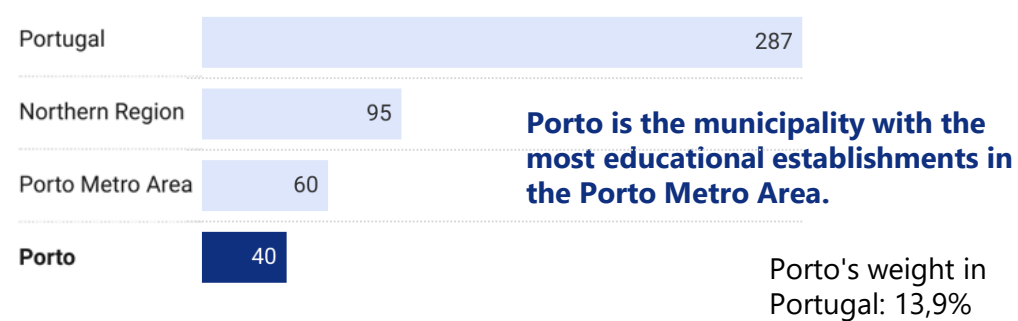 Portugal 287
Northern Region 95
Porto is the municipality with the
most educational establishments in
the Porto Metro Area.
Porto Metro Area 60
Porto 40
Porto's weight in
Portugal: 13,9%